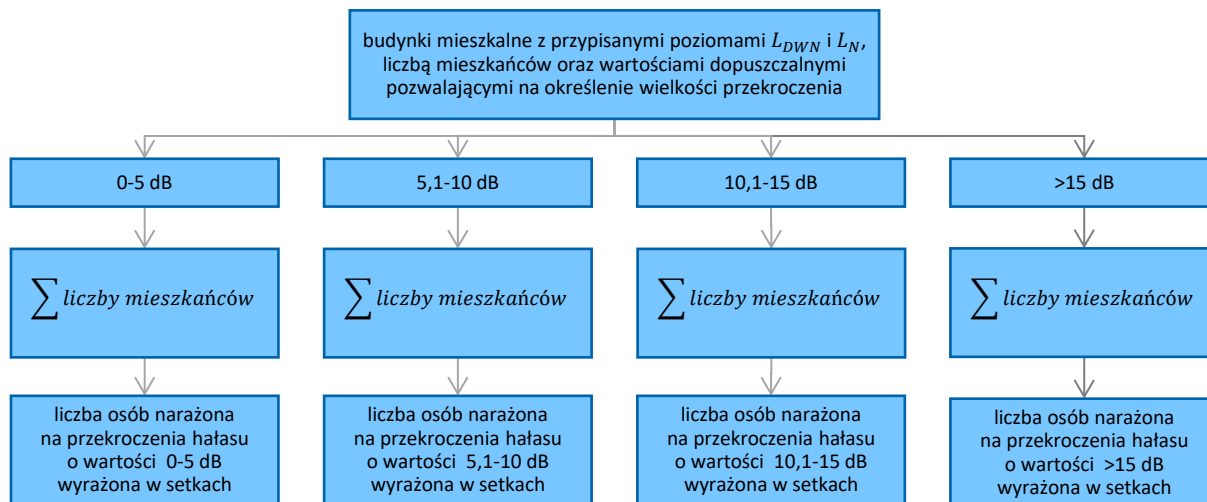 budynki mieszkalne z przypisanymi poziomami L_DWN i L_N,
liczbą mieszkańców oraz wartościami dopuszczalnymi
pozwalającymi na określenie wielkości przekroczenia
0-5 dB
5,1-10 dB
10,1-15 dB
>15 dB
∑ liczby mieszkańców
∑ liczby mieszkańców
∑ liczby mieszkańców
∑ liczby mieszkańców
liczba osób narażona
na przekroczenia hałasu
o wartości 0-5 dB
wyrażona w setkach
liczba osób narażona
na przekroczenia hałasu
o wartości 5,1-10 dB
wyrażona w setkach
liczba osób narażona
na przekroczenia hałasu
o wartości 10,1-15 dB
wyrażona w setkach
liczba osób narażona
na przekroczenia hałasu
o wartości >15 dB
wyrażona w setkach